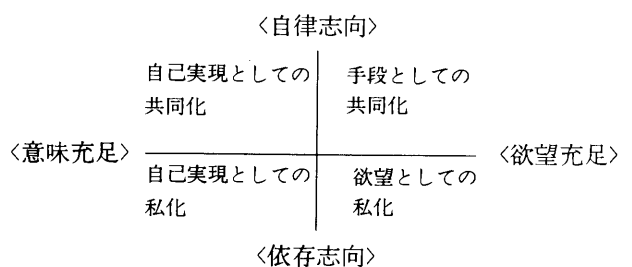 〈自律志向〉
自己実現としての
共同化
手段としての
共同化
〈意味充足〉
〈欲望充足〉
自己実現としての
私化
欲望としての
私化
〈依存志向〉